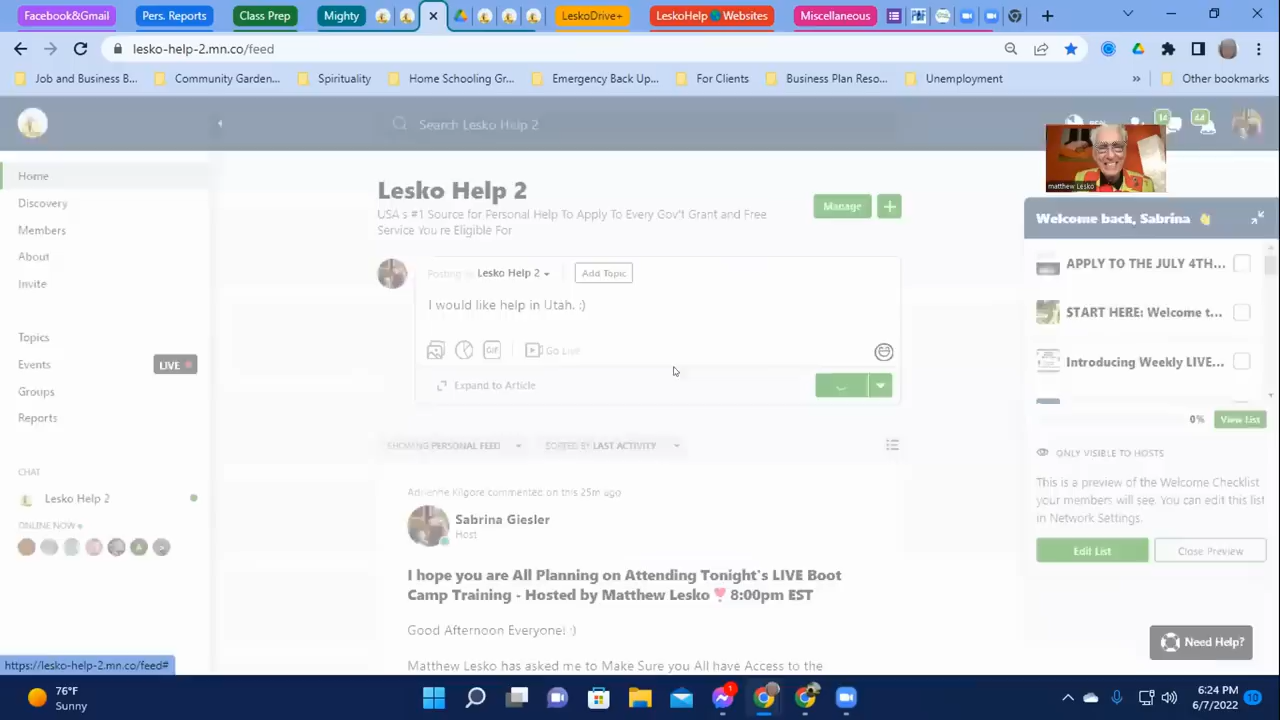 Facebook&Gmail
Pers. Reports
Class Prep
Mighty
LeskoDrive+
LeskoHelp Websites
Miscellaneous
lesko-help-2.mn.co/feed
Job and Business B...
Community Garden...
Spirituality
Home Schooling Gr...
Emergency Back Up...
For Clients
Business Plan Reso...
Unemployment
Other bookmarks
Search Lesko Help 2
44
matthew Lesko
Home
Discovery
Members
About
Invite
Topics
Events
LIVE
Groups
Reports
CHAT
Lesko Help 2
ONLINE NOW
Lesko Help 2
USA's #1 Source for Personal Help To Apply To Every Gov't Grant and Free
Service You're Eligible For
Manage
Posting in
Lesko Help 2
Add Topic
I would like help in Utah. :)
GIF
Go Live
Expand to Article
SHOWING PERSONAL FEED
SORTED BY LAST ACTIVITY
Adrienne Kilgore commented on this 25m ago
Sabrina Giesler
Host
I hope you are All Planning on Attending Tonight's LIVE Boot
Camp Training - Hosted by Matthew Lesko 8:00pm EST
Good Afternoon Everyone! :)
Matthew Lesko has asked me to Make Sure you All have Access to the
Welcome back, Sabrina
APPLY TO THE JULY 4TH...
START HERE: Welcome t...
Introducing Weekly LIVE...
0%
View List
ONLY VISIBLE TO HOSTS
This is a preview of the Welcome Checklist
your members will see. You can edit this list
in Network Settings.
Edit List
Close Preview
Need Help?
https://lesko-help-2.mn.co/feed#
76°F
Sunny
1
6:24 PM
6/7/2022
10